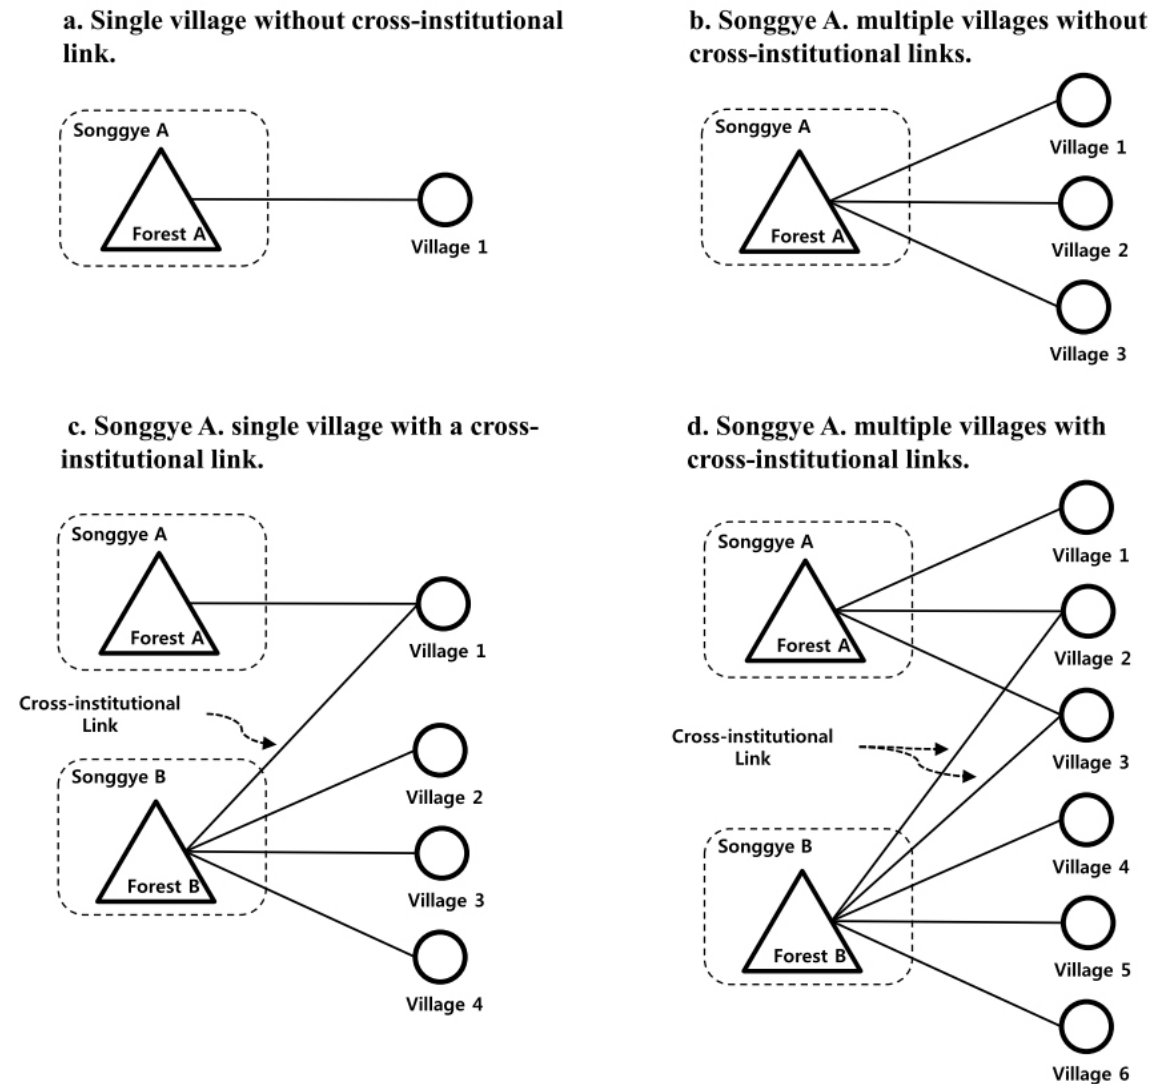 a. Single village without cross-institutional
link.
Songgye A
Forest A
Village 1
b. Songgye A. multiple villages without
cross-institutional links.
Songgye A
Forest A
Village 1
Village 2
Village 3
c. Songgye A. single village with a cross-
institutional link.
Songgye A
Forest A
Village 1
Cross-institutional
Link
Songgye B
Forest B
Village 2
Village 3
Village 4
d. Songgye A. multiple villages with
cross-institutional links.
Songgye A
Forest A
Village 1
Village 2
Village 3
Cross-institutional
Link
Songgye B
Forest B
Village 4
Village 5
Village 6